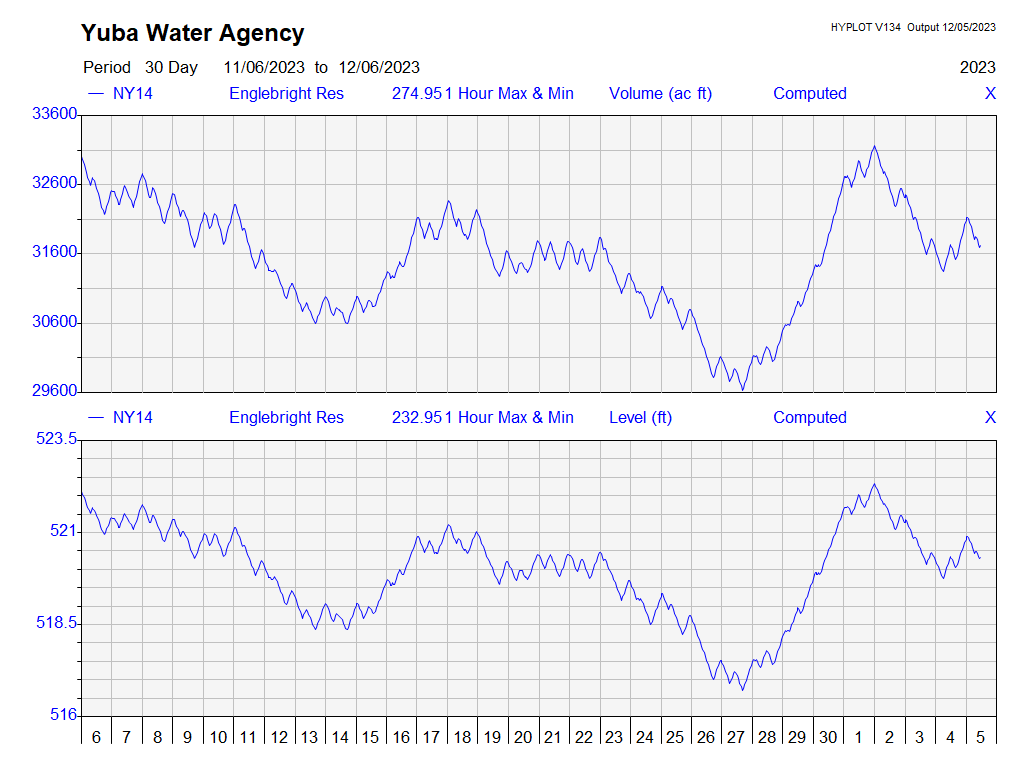 Yuba Water Agency
HYPLOT V134 Output 12/05/2023
Period 30 Day 11/06/2023 to 12/06/2023 2023
— NY14 Englebright Res 274.951 Hour Max & Min Volume (ac ft) Computed X
33600
32600
31600
30600
29600
— NY14 Englebright Res 232.951 Hour Max & Min Level (ft) Computed X
523.5
521
518.5
516
6 7 8 9 10 11 12 13 14 15 16 17 18 19 20 21 22 23 24 25 26 27 28 29 30 1 2 3 4 5